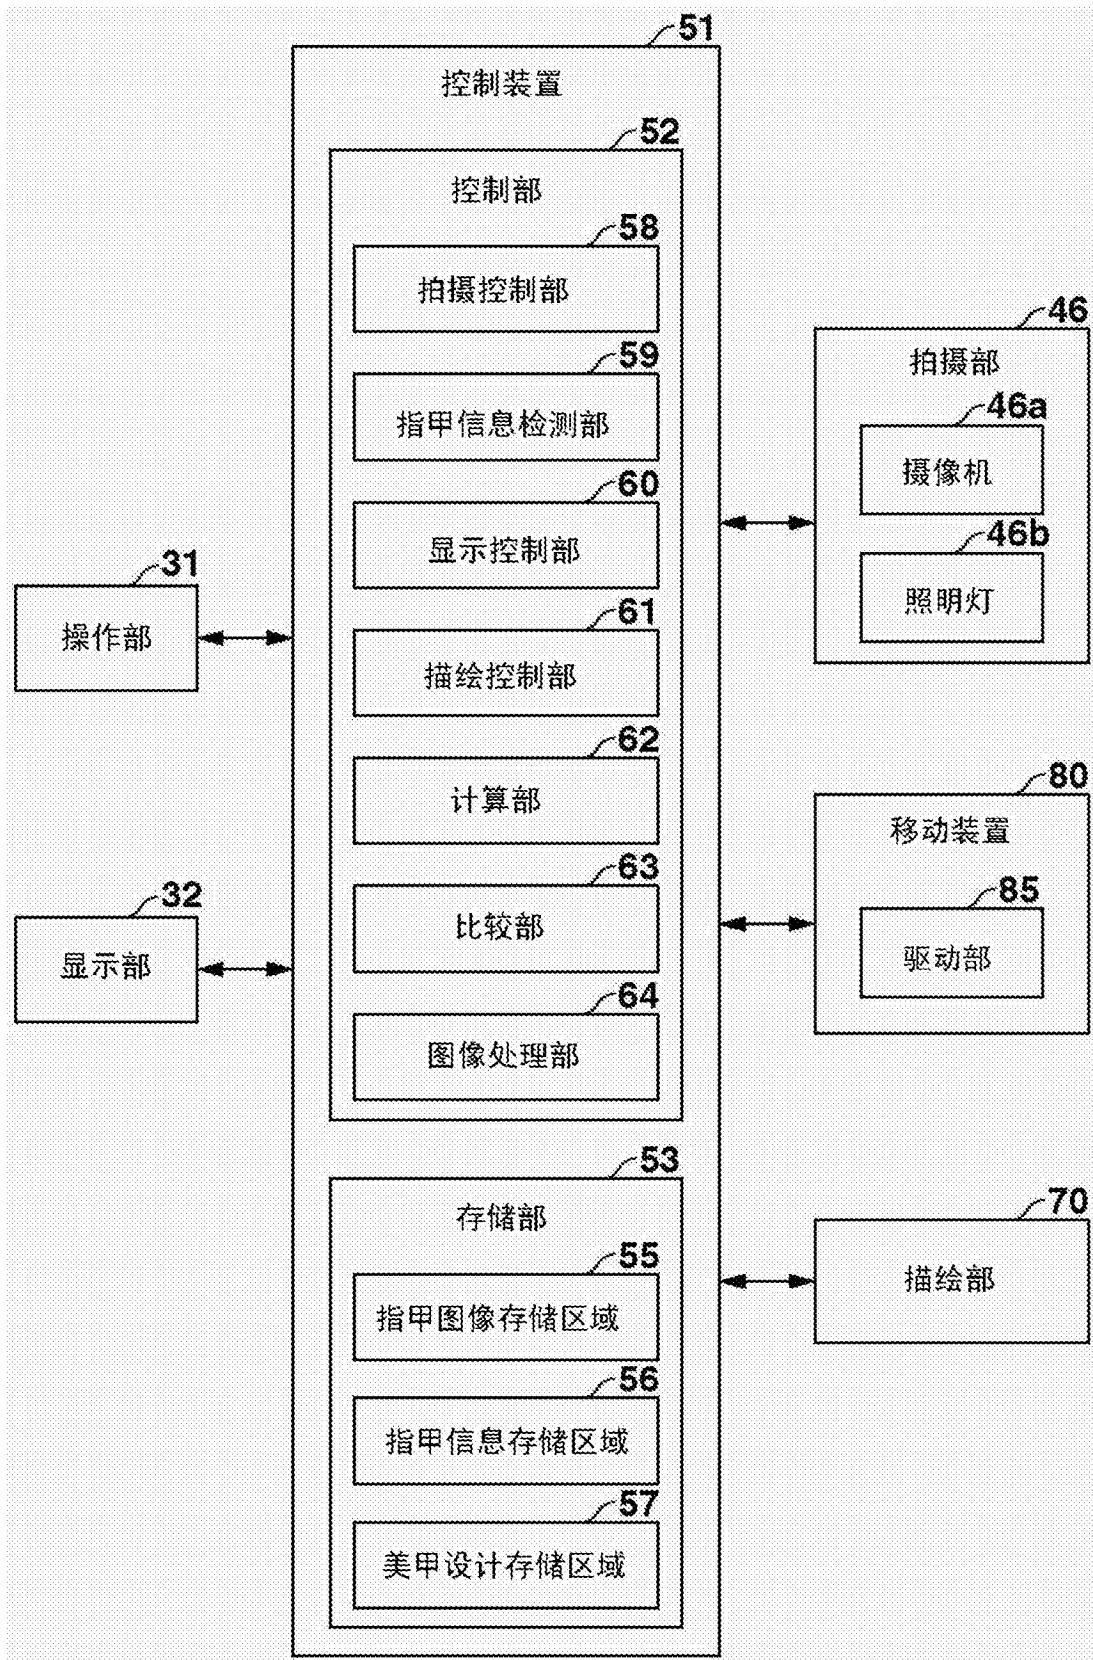 51
控制装置
52
控制部
58
拍摄控制部
59
指甲信息检测部
60
显示控制部
61
描绘控制部
62
计算部
63
比较部
64
图像处理部
53
存储部
55
指甲图像存储区域
56
指甲信息存储区域
57
美甲设计存储区域
31
操作部
32
显示部
46
拍摄部
46a
摄像机
46b
照明灯
80
移动装置
85
驱动部
70
描绘部